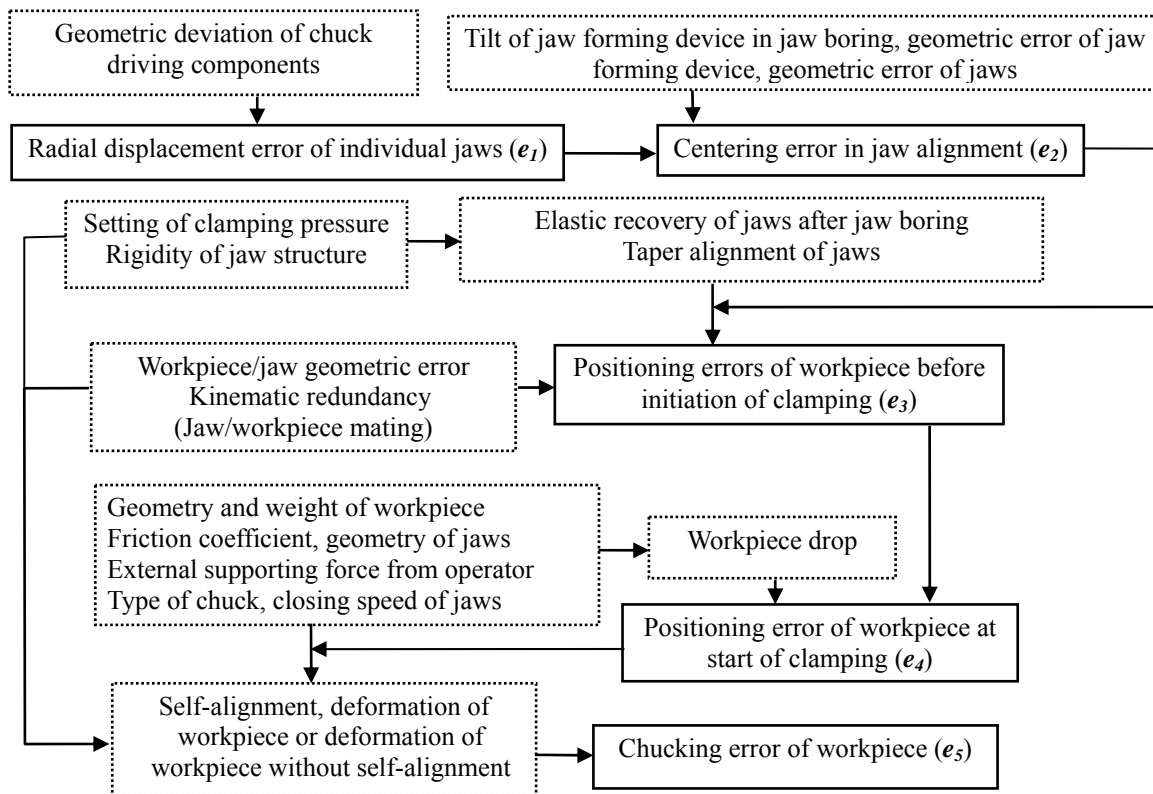 Geometric deviation of chuck
driving components
Tilt of jaw forming device in jaw boring, geometric error of jaw
forming device, geometric error of jaws
Radial displacement error of individual jaws (e1)
Centering error in jaw alignment (e2)
Setting of clamping pressure
Rigidity of jaw structure
Elastic recovery of jaws after jaw boring
Taper alignment of jaws
Workpiece/jaw geometric error
Kinematic redundancy
(Jaw/workpiece mating)
Positioning errors of workpiece before
initiation of clamping (e3)
Geometry and weight of workpiece
Friction coefficient, geometry of jaws
External supporting force from operator
Type of chuck, closing speed of jaws
Workpiece drop
Positioning error of workpiece at
start of clamping (e4)
Self-alignment, deformation of
workpiece or deformation of
workpiece without self-alignment
Chucking error of workpiece (e5)